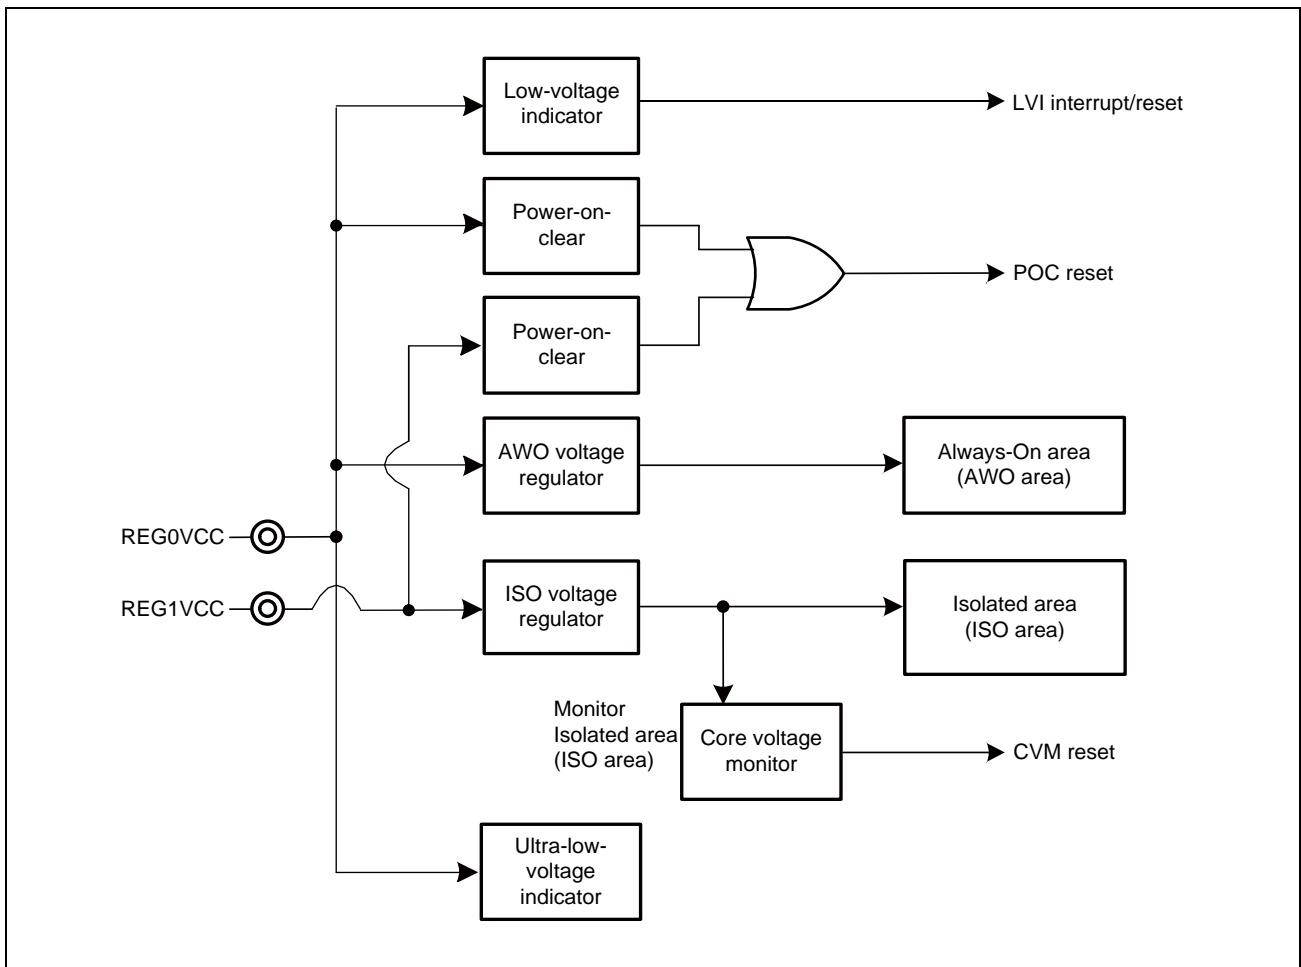 Low-voltage
indicator
LVI interrupt/reset
Power-on-
clear
POC reset
Power-on-
clear
AWO voltage
regulator
Always-On area
(AWO area)
REG0VCC
REG1VCC
ISO voltage
regulator
Isolated area
(ISO area)
Monitor
Isolated area
(ISO area)
Core voltage
monitor
CVM reset
Ultra-low-
voltage
indicator